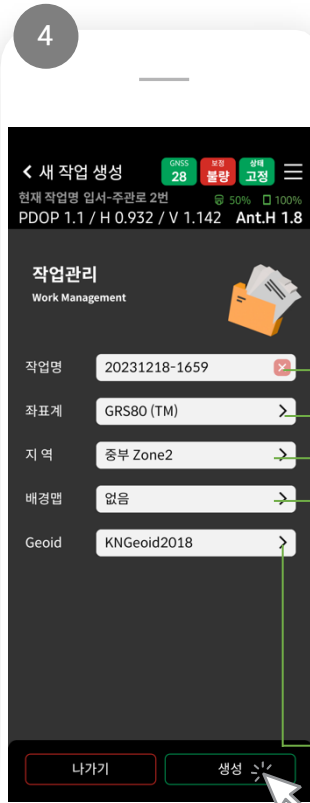 4
새 작업 생성
GNSS 28
보정 불량
상태 고정
현재 작업명 입서-주관로 2번 50% 100%
PDOP 1.1 / H 0.932 / V 1.142 Ant.H 1.8
작업관리
Work Management
작업명 20231218-1659
좌표계 GRS80 (TM)
지 역 중부 Zone2
배경맵 없음
Geoid KNGeoid2018
나가기 생성